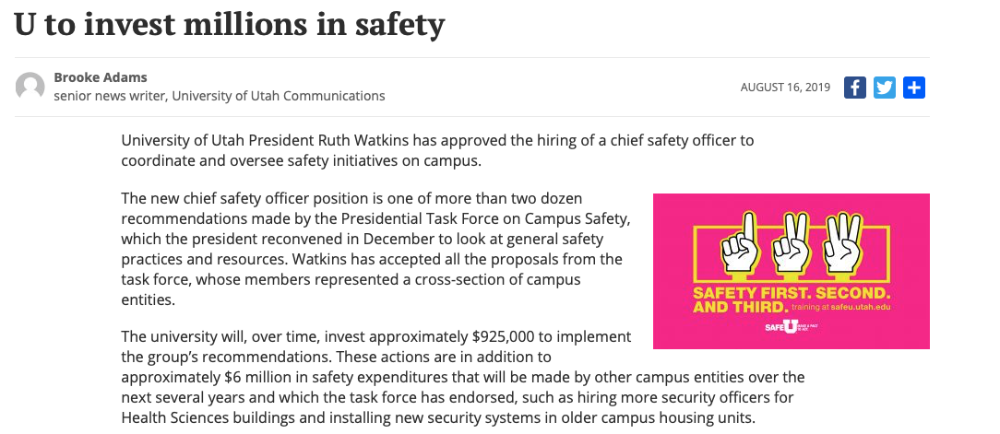 U to invest millions in safety
Brooke Adams
senior news writer, University of Utah Communications
AUGUST 16, 2019
University of Utah President Ruth Watkins has approved the hiring of a chief safety officer to
coordinate and oversee safety initiatives on campus.
The new chief safety officer position is one of more than two dozen
recommendations made by the Presidential Task Force on Campus Safety,
which the president reconvened in December to look at general safety
practices and resources. Watkins has accepted all the proposals from the
task force, whose members represented a cross-section of campus
entities.
SAFETY FIRST. SECOND.
AND THIRD. training at safeu.utah.edu
SAFE U
The university will, over time, invest approximately $925,000 to implement
the group's recommendations. These actions are in addition to
approximately $6 million in safety expenditures that will be made by other campus entities over the
next several years and which the task force has endorsed, such as hiring more security officers for
Health Sciences buildings and installing new security systems in older campus housing units.